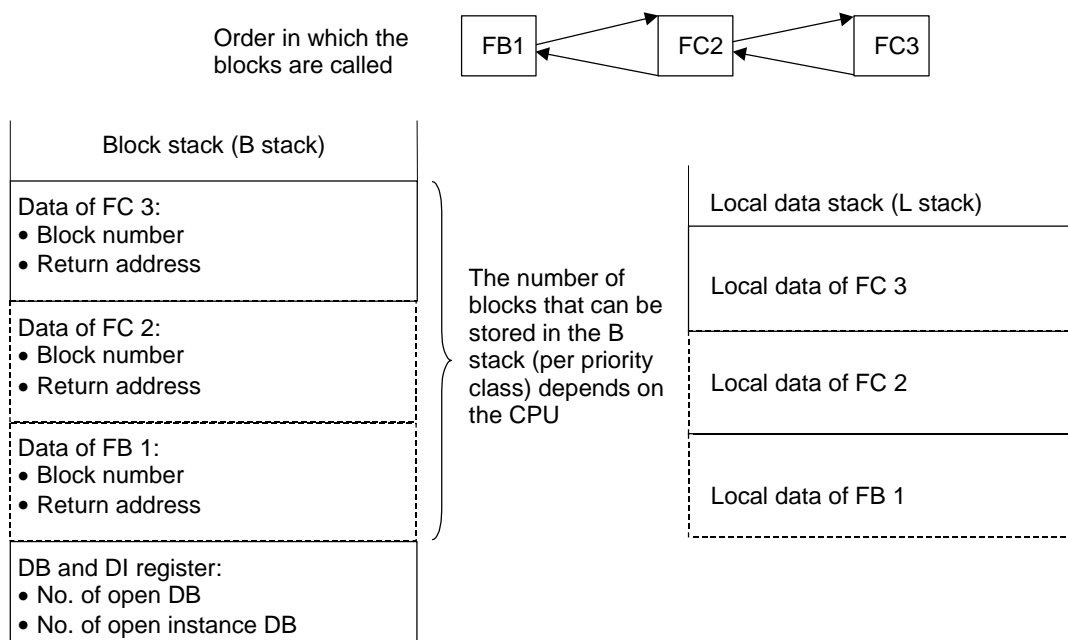 Order in which the
blocks are called
FB1
FC2
FC3
Block stack (B stack)
Data of FC 3:
• Block number
• Return address
Data of FC 2:
• Block number
• Return address
Data of FB 1:
• Block number
• Return address
DB and DI register:
• No. of open DB
• No. of open instance DB
The number of
blocks that can be
stored in the B
stack (per priority
class) depends on
the CPU
Local data stack (L stack)
Local data of FC 3
Local data of FC 2
Local data of FB 1